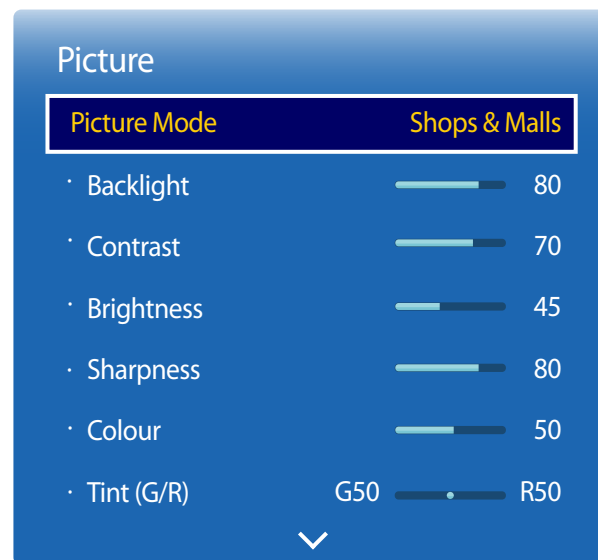 Picture
Picture Mode Shops & Malls
· Backlight 80
· Contrast 70
· Brightness 45
· Sharpness 80
· Colour 50
· Tint (G/R) G50 R50